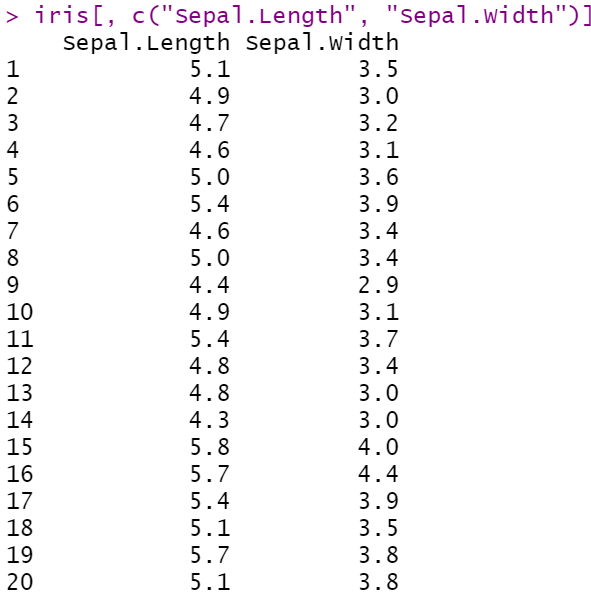 > iris[, c("Sepal.Length", "Sepal.Width")]
Sepal.Length Sepal.Width
1 5.1 3.5
2 4.9 3.0
3 4.7 3.2
4 4.6 3.1
5 5.0 3.6
6 5.4 3.9
7 4.6 3.4
8 5.0 3.4
9 4.4 2.9
10 4.9 3.1
11 5.4 3.7
12 4.8 3.4
13 4.8 3.0
14 4.3 3.0
15 5.8 4.0
16 5.7 4.4
17 5.4 3.9
18 5.1 3.5
19 5.7 3.8
20 5.1 3.8